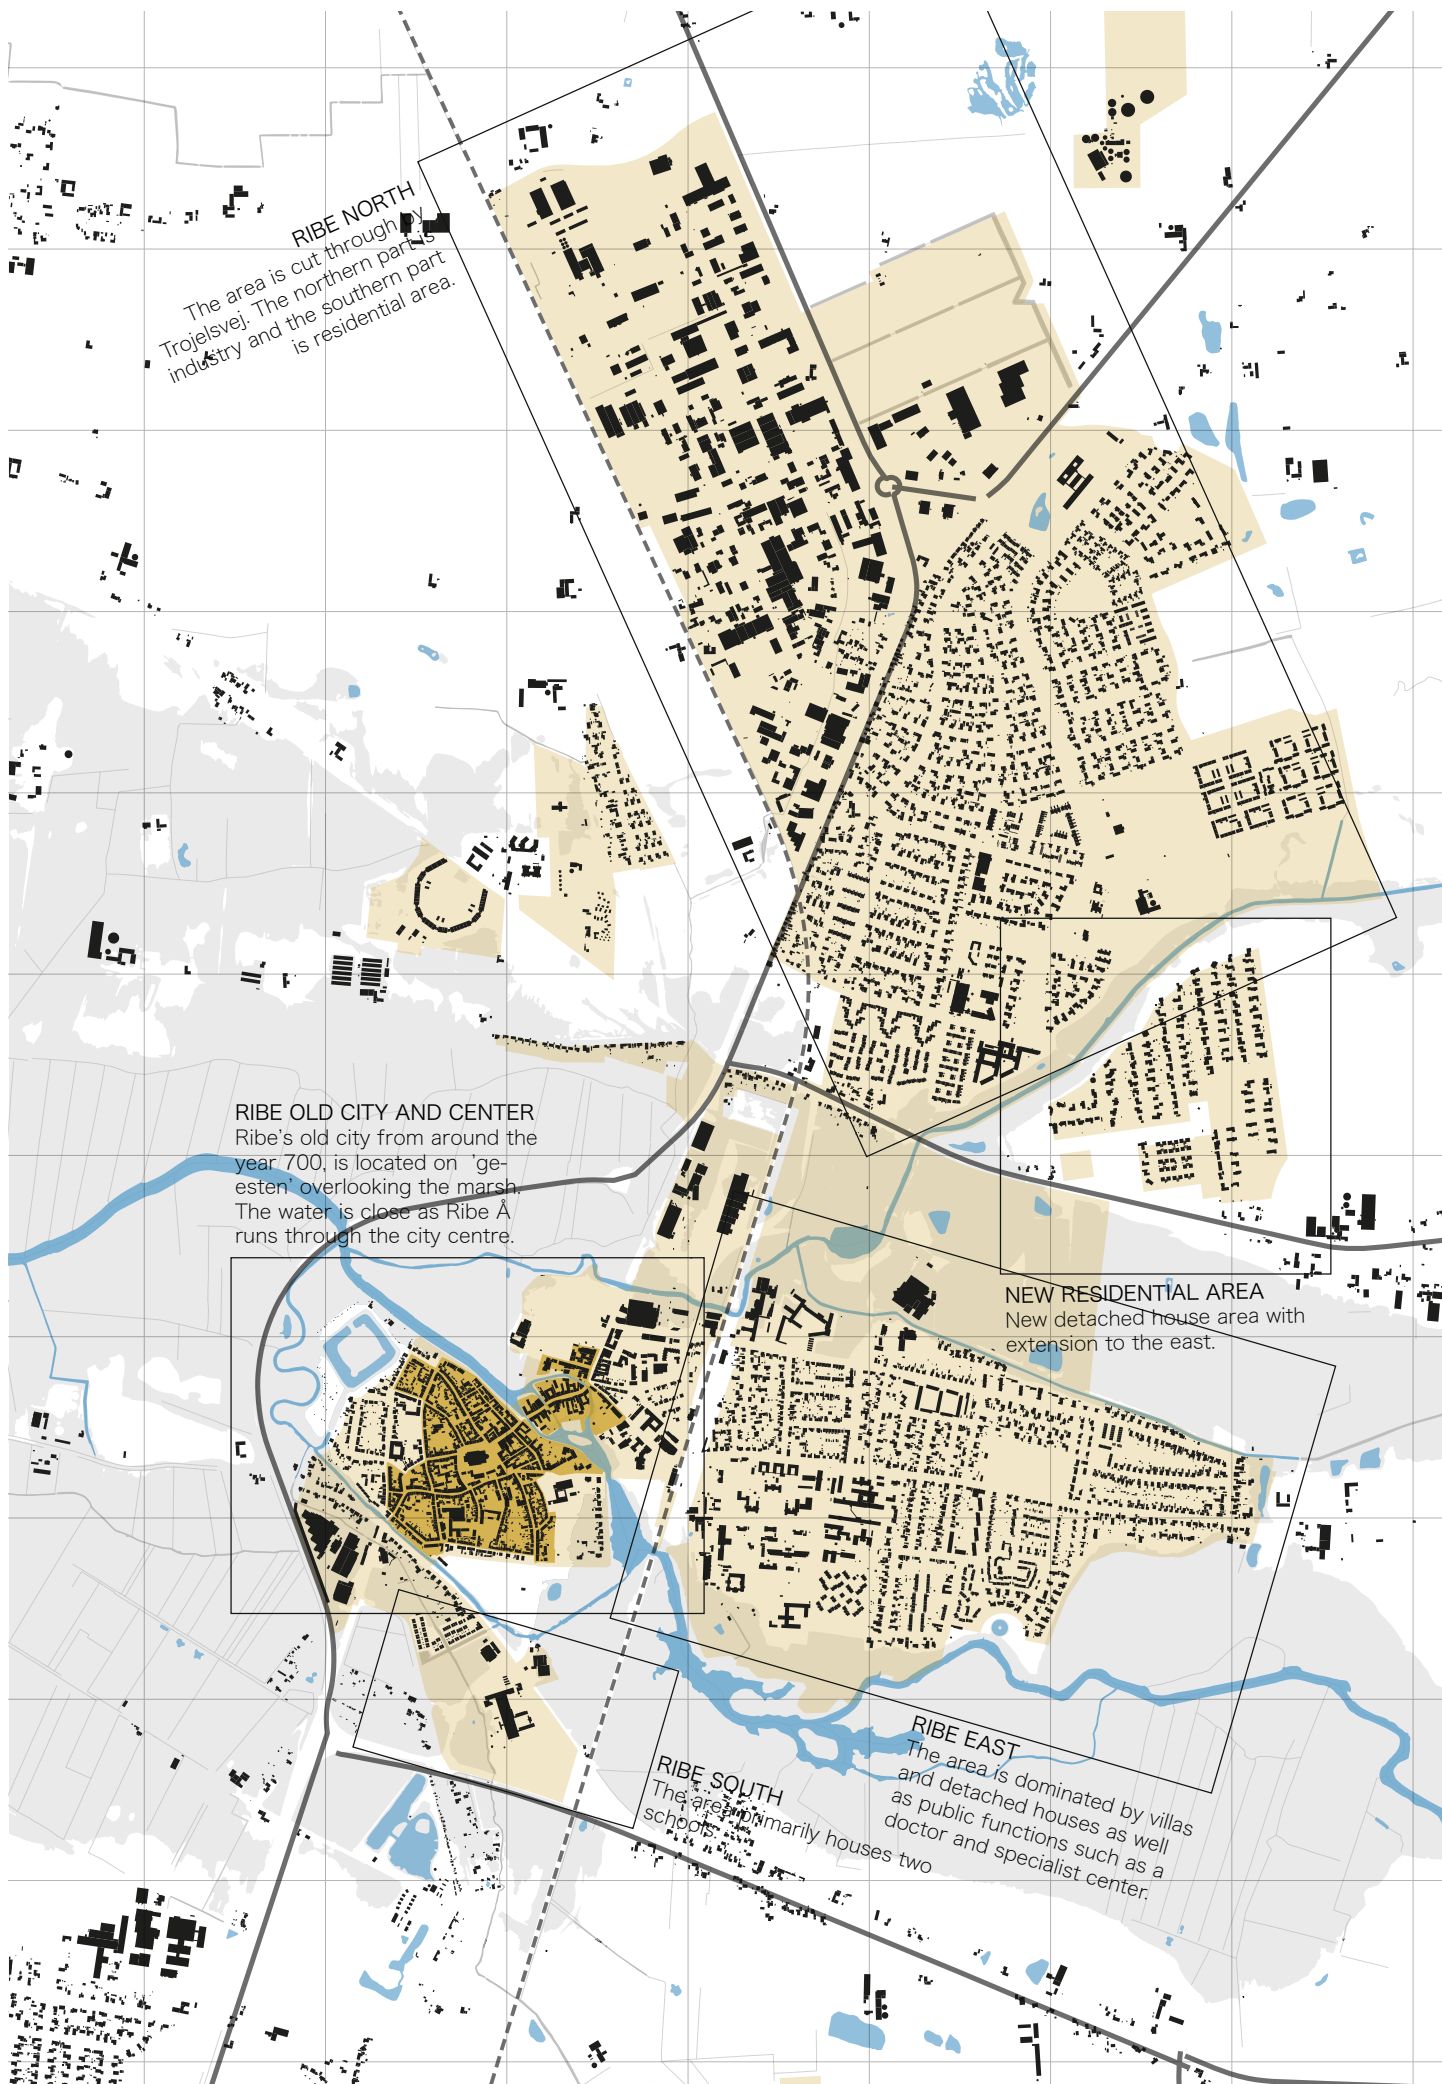 RIBE NORTH
The area is cut through by
Trojelsvej. The northern part is
industry and the southern part
is residential area.
RIBE OLD CITY AND CENTER
Ribe's old city from around the
year 700, is located on 'ge-
esten' overlooking the marsh.
The water is close as Ribe Å
runs through the city centre.
NEW RESIDENTIAL AREA
New detached house area with
extension to the east.
RIBE SOUTH
The area primarily houses two
schools.
RIBE EAST
The area is dominated by villas
and detached houses as well
as public functions such as a
doctor and specialist center.